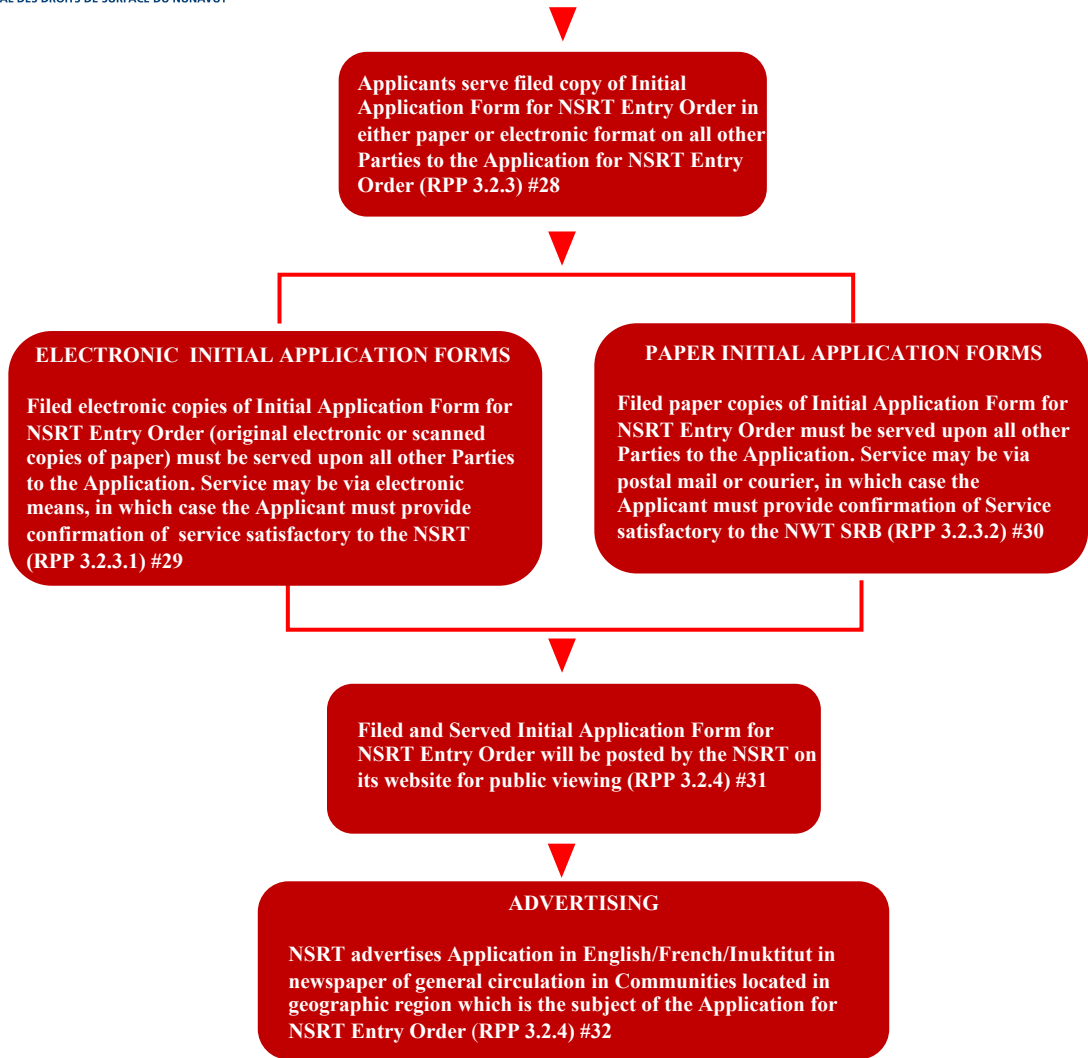 AL DES DROITS DE SURFACE DU NUNAVUT
Applicants serve filed copy of Initial
Application Form for NSRT Entry Order in
either paper or electronic format on all other
Parties to the Application for NSRT Entry
Order (RPP 3.2.3) #28
ELECTRONIC INITIAL APPLICATION FORMS
Filed electronic copies of Initial Application Form for
NSRT Entry Order (original electronic or scanned
copies of paper) must be served upon all other Parties
to the Application. Service may be via electronic
means, in which case the Applicant must provide
confirmation of service satisfactory to the NSRT
(RPP 3.2.3.1) #29
PAPER INITIAL APPLICATION FORMS
Filed paper copies of Initial Application Form for
NSRT Entry Order must be served upon all other
Parties to the Application. Service may be via
postal mail or courier, in which case the
Applicant must provide confirmation of Service
satisfactory to the NWT SRB (RPP 3.2.3.2) #30
Filed and Served Initial Application Form for
NSRT Entry Order will be posted by the NSRT on
its website for public viewing (RPP 3.2.4) #31
ADVERTISING
NSRT advertises Application in English/French/Inuktitut in
newspaper of general circulation in Communities located in
geographic region which is the subject of the Application for
NSRT Entry Order (RPP 3.2.4) #32